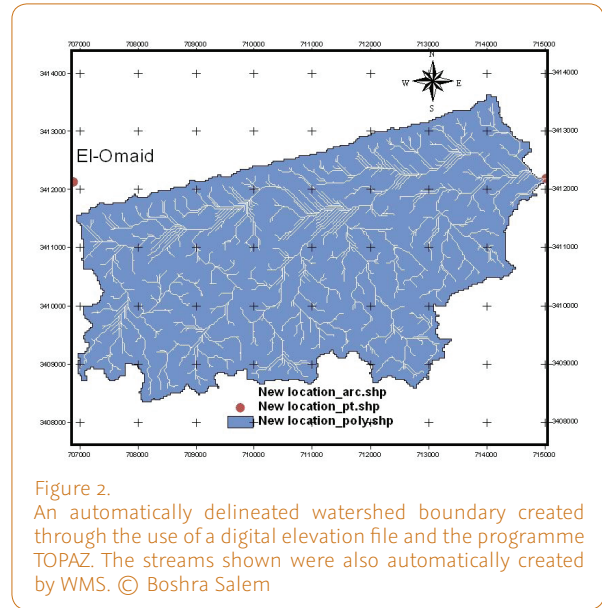 707000 708000 709000 710000 711000 712000 713000 714000 715000
N
3414000 3414000
W E
S
3413000 3413000
El-Omaid
3412000 3412000
3411000 3411000
3410000 3410000
3409000 3409000
New location_arc.shp
New location_pt.shp
New location_poly.shp
3408000 3408000
707000 708000 709000 710000 711000 712000 713000 714000 715000
Figure 2.
An automatically delineated watershed boundary created
through the use of a digital elevation file and the programme
TOPAZ. The streams shown were also automatically created
by WMS. © Boshra Salem